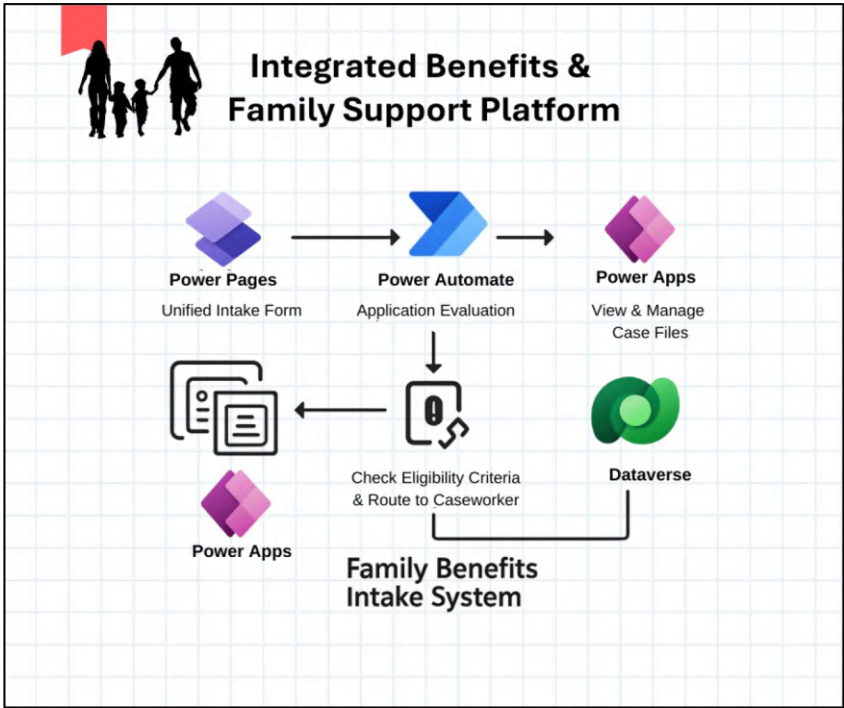 Integrated Benefits &
Family Support Platform
Power Pages
Unified Intake Form
Power Automate
Application Evaluation
Power Apps
View & Manage
Case Files
Check Eligibility Criteria
& Route to Caseworker
Dataverse
Power Apps
Family Benefits
Intake System